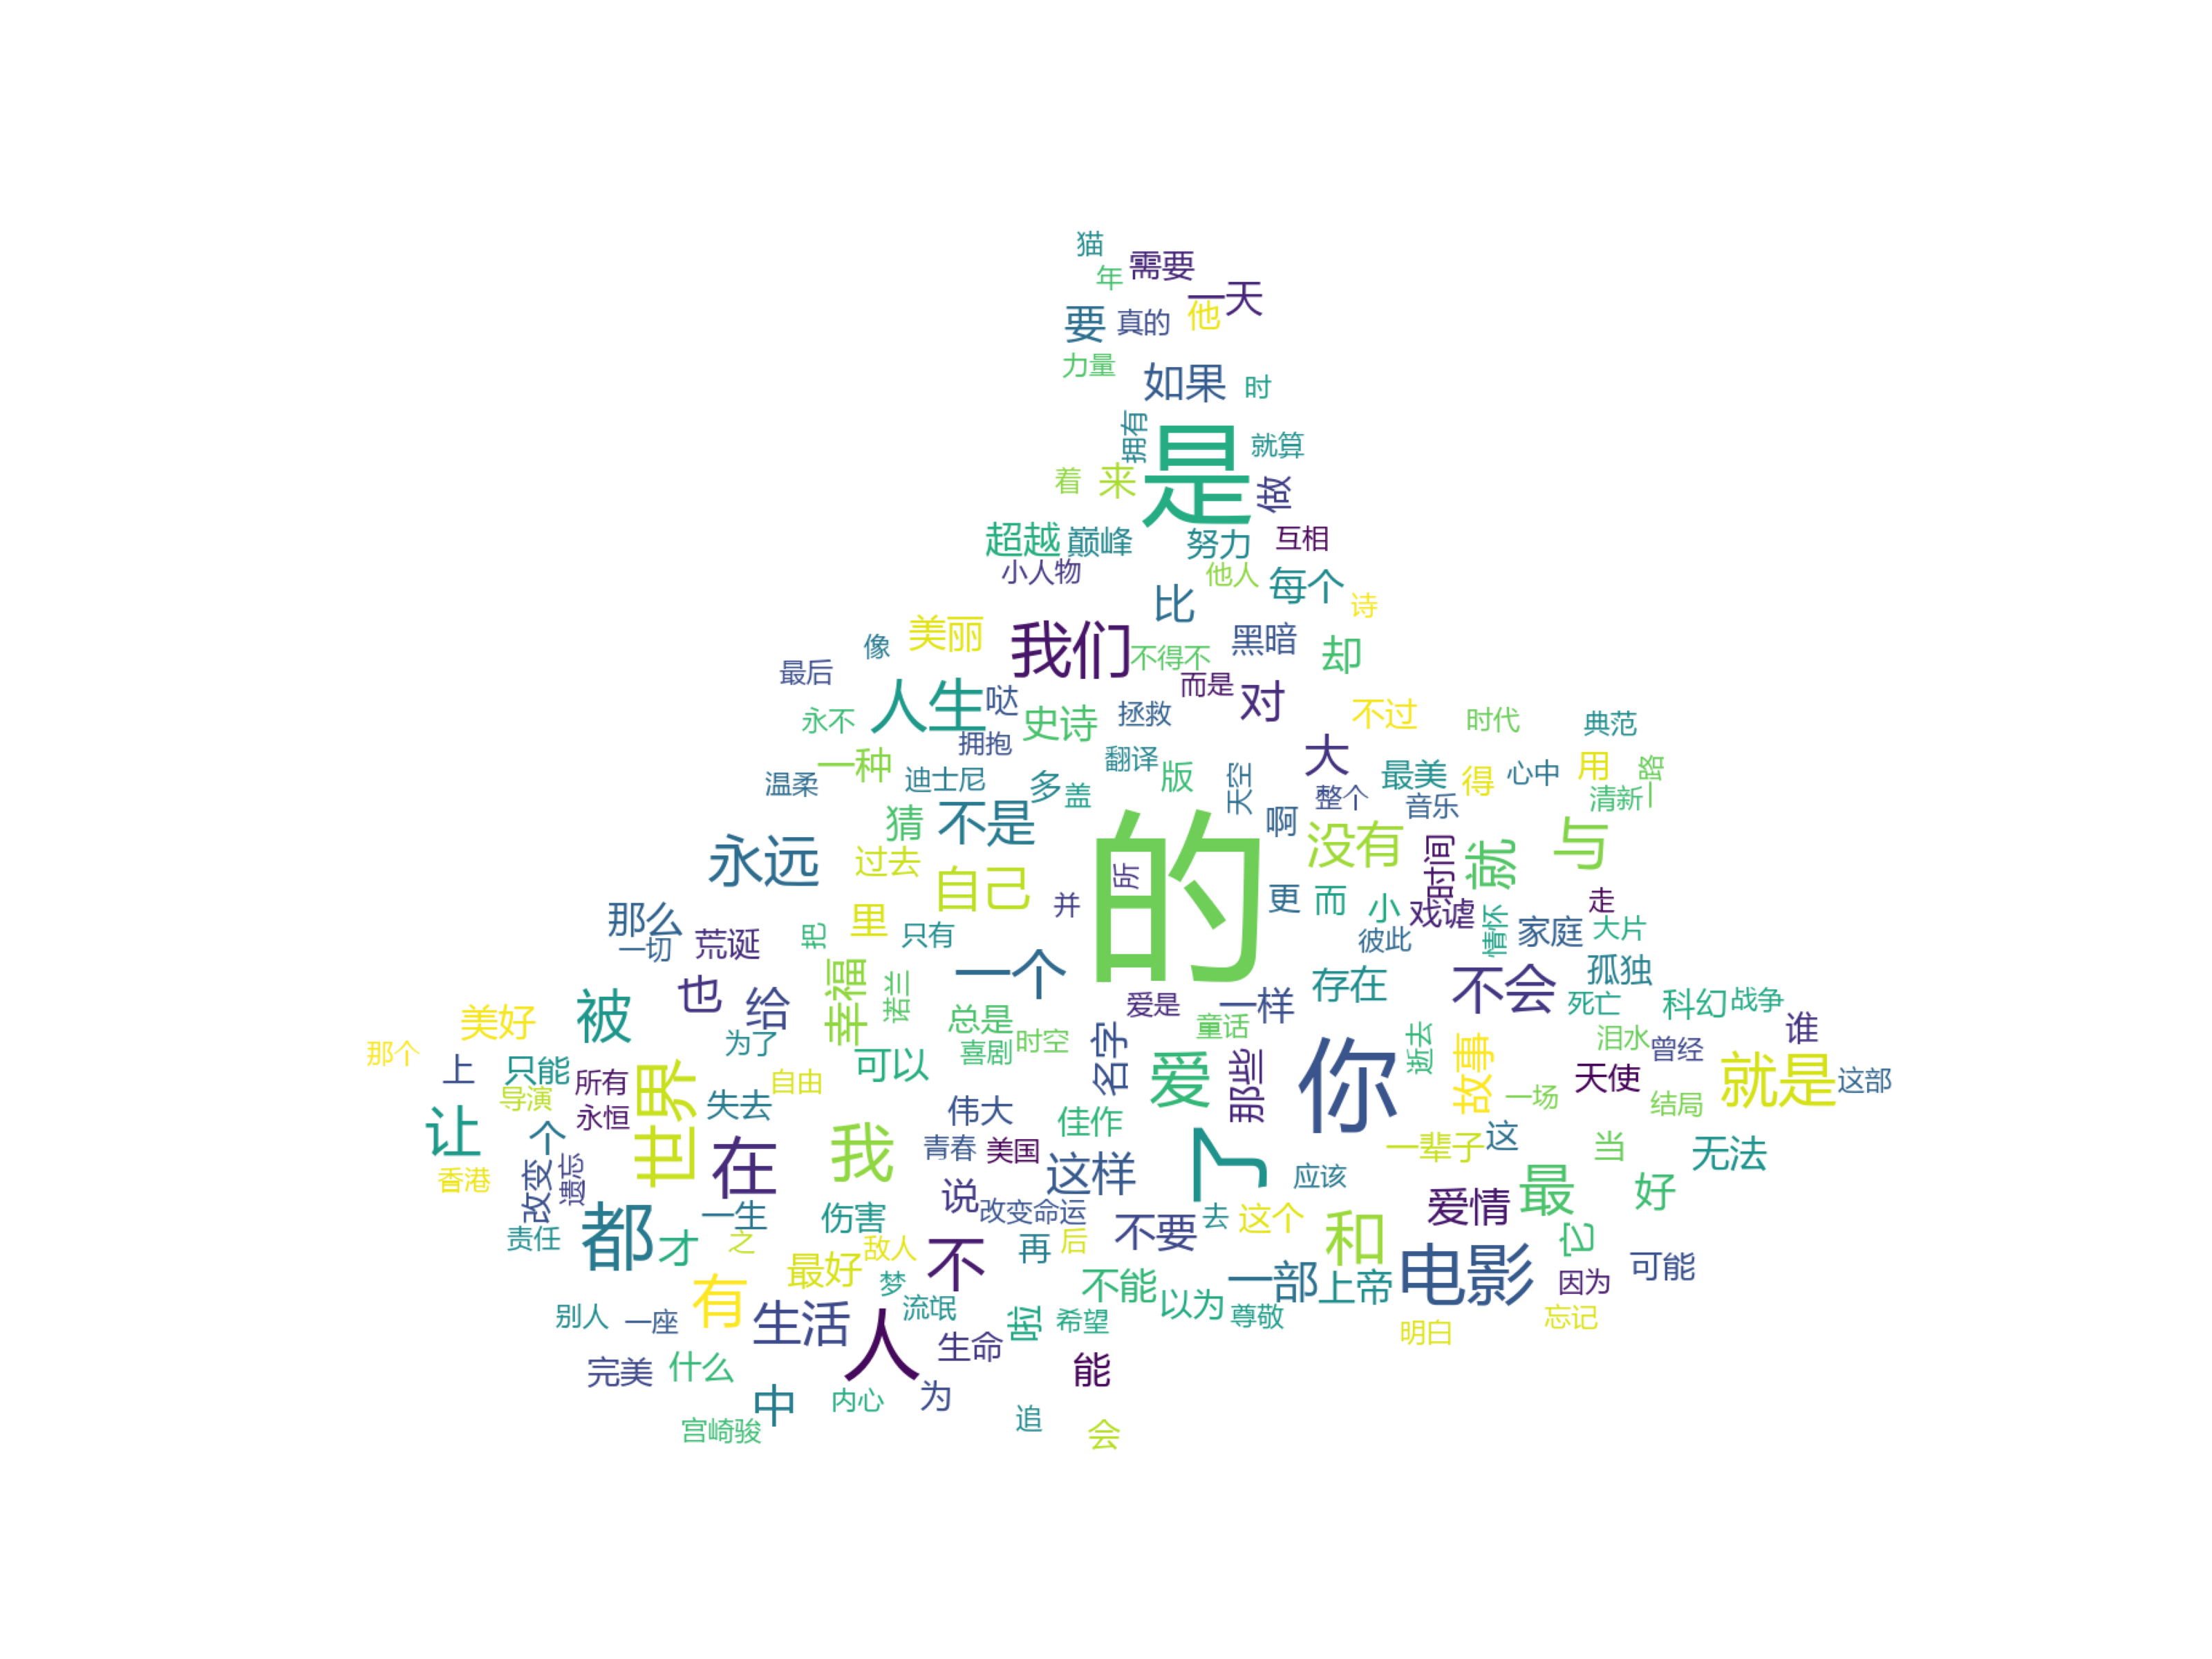 猫
年 需要
一天
要 真的 他
力量
如果 时
拥有
是
就算
着 来
做
超越 巅峰 努力 互相
小人物 他人 每个
比 诗
美丽 我们 黑暗
像 不得不 却
最后 而是
人生 哒 史诗 拯救 对 不过
永不 时代 典范
拥抱 翻译 大
一种 迪士尼 版 最美 得 心中 用 路
温柔 多 盖 天空 整个 音乐 清新
猜 不是 啊
永远 过去 没有 时间 就 与
自己 的 所
并 更 而 小 戏谑 走
那么 里 只有 彼此 情怀 家庭 大片
一切 荒诞 把
一个 存在 不会 孤独
被 也 给 幸福 诺兰 爱是 一样 死亡 科幻 战争
美好 总是 童话 谁
那个 为了 喜剧 时空 名字 逝去 泪水 曾经
上 只能 所有 世界 可以 爱 那些 你 故事 天使 就是 这部
导演 永恒 失去 自由 一场 结局
让 个 伟大 佳作
改变 遗忘 在 我 青春 美国 这样 了 应该 一辈子 这 当 无法
香港 说 爱情 最 好
责任 都 才 一生 伤害 改变命运 不要 去 这个 和
之 敌人 不 再 后 它
有 最好 梦 不能 一部 上帝 电影 因为 可能
别人 一座 生活 流氓 却 希望 以为 尊敬 明白 忘记
完美 什么 人 生命 能
中 内心 为
宫崎骏 追 会